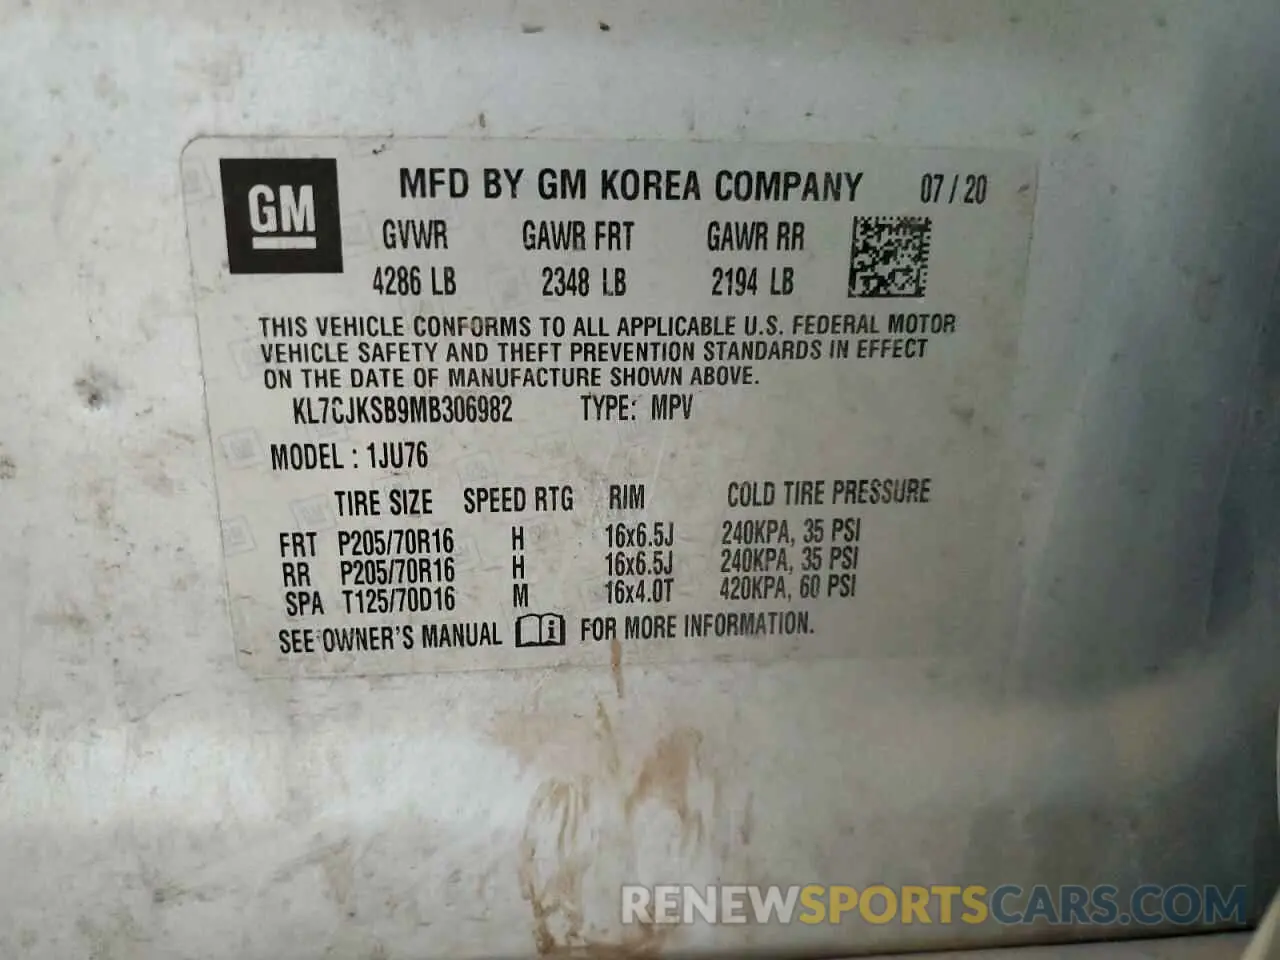 GM MFD BY GM KOREA COMPANY 07/20
GVWR GAWR FRT GAWR RR
4286 LB 2348 LB 2194 LB
THIS VEHICLE CONFORMS TO ALL APPLICABLE U.S. FEDERAL MOTOR
VEHICLE SAFETY AND THEFT PREVENTION STANDARDS IN EFFECT
ON THE DATE OF MANUFACTURE SHOWN ABOVE.
KL7CJKSB9MB306982 TYPE: MPV
MODEL : 1JU76
TIRE SIZE SPEED RTG RIM COLD TIRE PRESSURE
FRT P205/70R16 H 16x6.5J 240KPA, 35 PSI
RR P205/70R16 H 16x6.5J 240KPA, 35 PSI
SPA T125/70D16 M 16x4.0T 420KPA, 60 PSI
SEE OWNER'S MANUAL i FOR MORE INFORMATION.
RENEWSPORTSCARS.COM